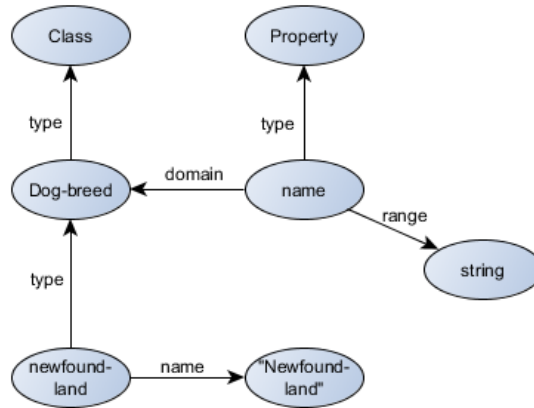 Class
Property
type
type
domain
Dog-breed
name
range
string
type
newfound-
land
name
"Newfound-
land"